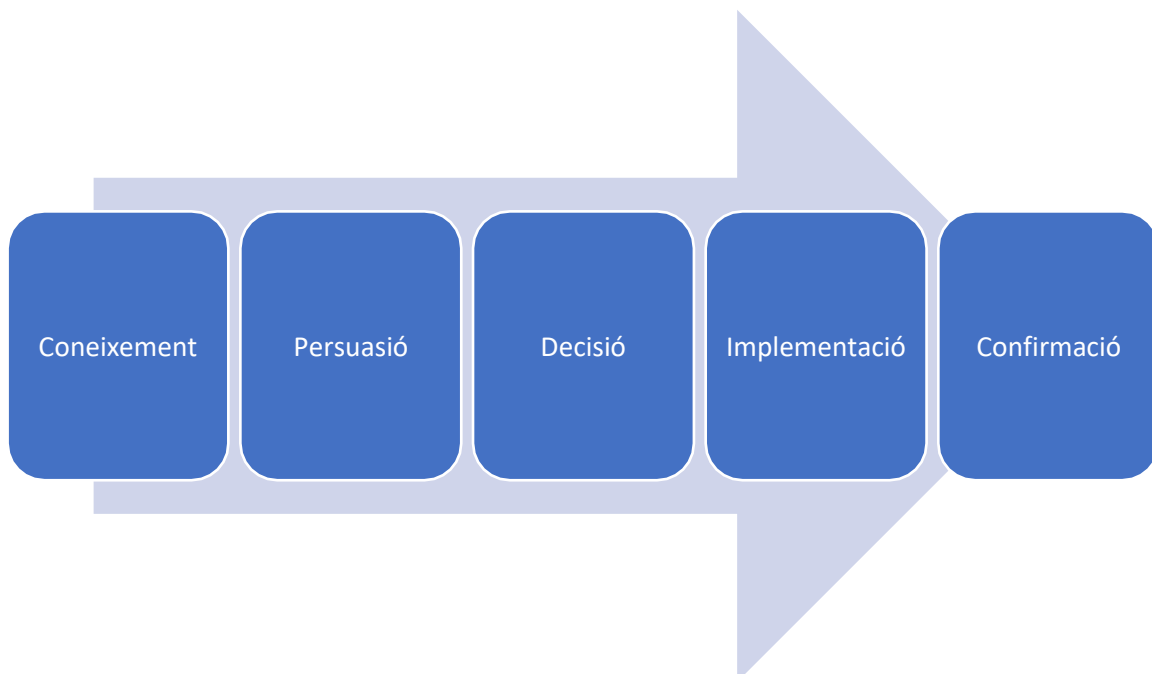 Coneixement
Persuasió
Decisió
Implementació
Confirmació